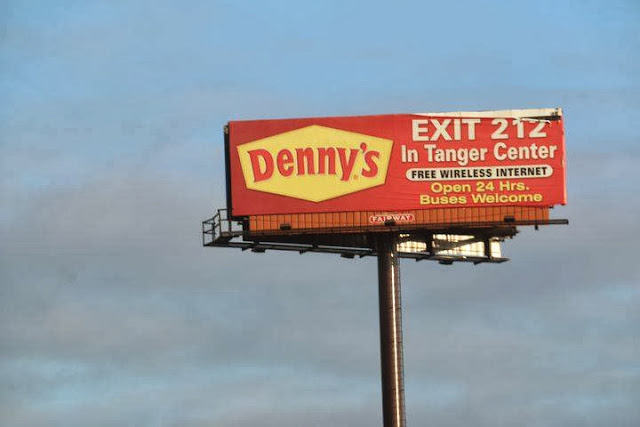 Denny's
EXIT 212
In Tanger Center
FREE WIRELESS INTERNET
Open 24 Hrs.
Buses Welcome
FAIRWAY